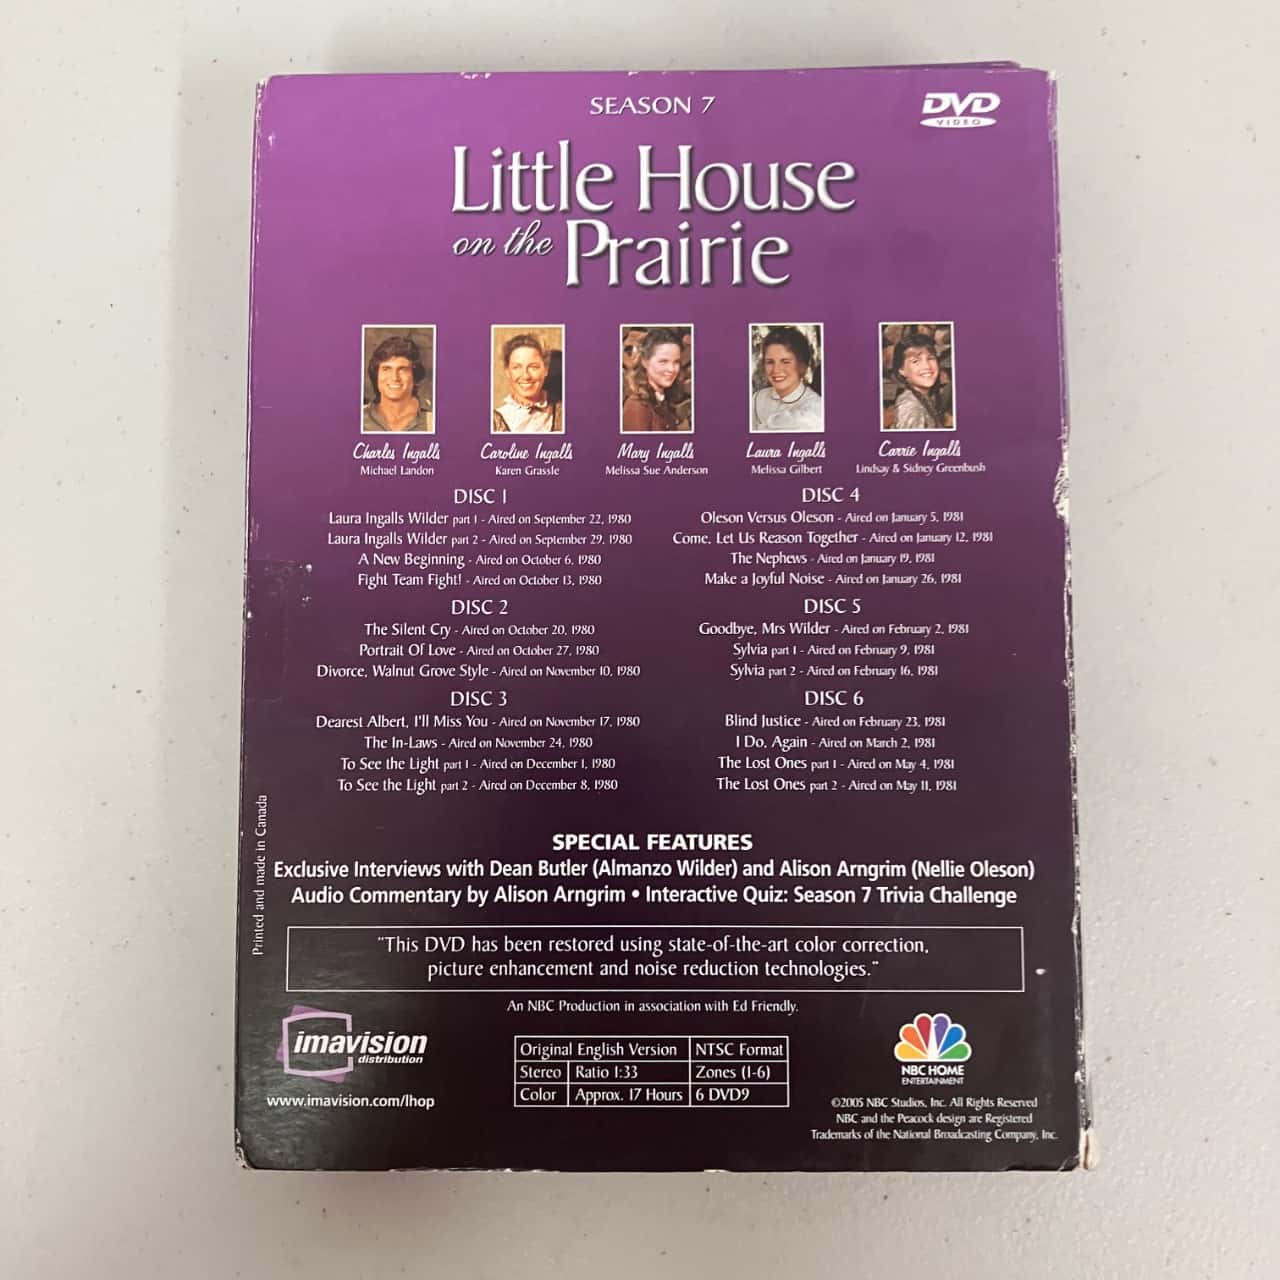 SEASON 7
DVD
VIDEO
Little House
on the Prairie
Charles Ingalls
Michael Landon
Caroline Ingalls
Karen Grassle
Mary Ingalls
Melissa Sue Anderson
Laura Ingalls
Melissa Gilbert
Carrie Ingalls
Lindsay & Sidney Greenbush
DISC 1
Laura Ingalls Wilder part 1 - Aired on September 22, 1980
Laura Ingalls Wilder part 2 - Aired on September 29, 1980
A New Beginning - Aired on October 6, 1980
Fight Team Fight! - Aired on October 13, 1980
DISC 2
The Silent Cry - Aired on October 20, 1980
Portrait Of Love - Aired on October 27, 1980
Divorce, Walnut Grove Style - Aired on November 10, 1980
DISC 3
Dearest Albert, I'll Miss You - Aired on November 17, 1980
The In-Laws - Aired on November 24, 1980
To See the Light part 1 - Aired on December 1, 1980
To See the Light part 2 - Aired on December 8, 1980
DISC 4
Oleson Versus Oleson - Aired on January 5, 1981
Come, Let Us Reason Together - Aired on January 12, 1981
The Nephews - Aired on January 19, 1981
Make a Joyful Noise - Aired on January 26, 1981
DISC 5
Goodbye, Mrs Wilder - Aired on February 2, 1981
Sylvia part 1 - Aired on February 9, 1981
Sylvia part 2 - Aired on February 16, 1981
DISC 6
Blind Justice - Aired on February 23, 1981
I Do, Again - Aired on March 2, 1981
The Lost Ones part 1 - Aired on May 4, 1981
The Lost Ones part 2 - Aired on May 11, 1981
Printed and made in Canada
SPECIAL FEATURES
Exclusive Interviews with Dean Butler (Almanzo Wilder) and Alison Arngrim (Nellie Oleson)
Audio Commentary by Alison Arngrim • Interactive Quiz: Season 7 Trivia Challenge
"This DVD has been restored using state-of-the-art color correction,
picture enhancement and noise reduction technologies."
An NBC Production in association with Ed Friendly.
imavision
distribution
www.imavision.com/lhop
Original English Version NTSC Format
Stereo Ratio 1:33 Zones (1-6)
Color Approx. 17 Hours 6 DVD9
NBC HOME
ENTERTAINMENT
©2005 NBC Studios, Inc. All Rights Reserved
NBC and the Peacock design are Registered
Trademarks of the National Broadcasting Company, Inc.